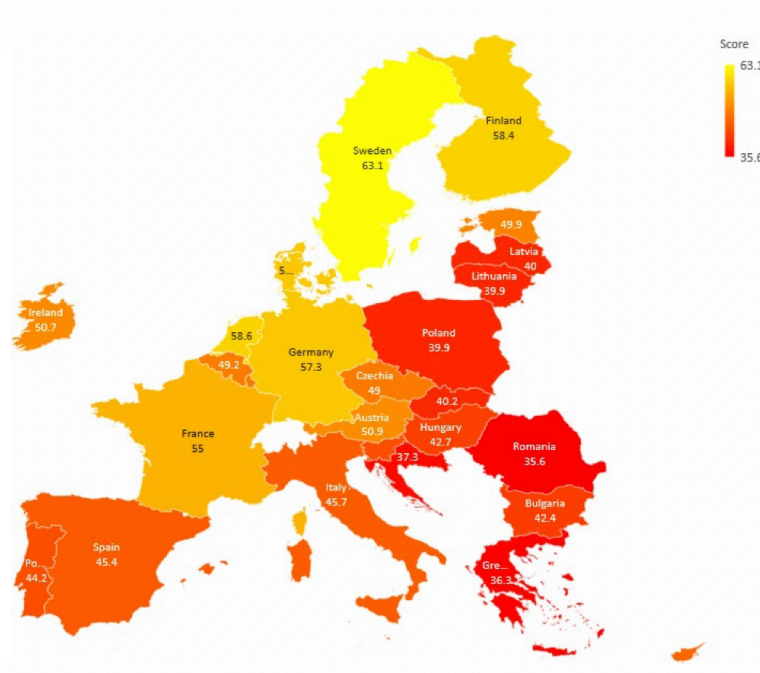 Score
63.1
35.6
Finland
58.4
Sweden
63.1
49.9
Latvia
40
Lithuania
39.9
5...
Ireland
50.7
58.6
Poland
39.9
Germany
57.3
49.2
Czechia
49
40.2
Austria
50.9
Hungary
42.7
France
55
37.3
Romania
35.6
Italy
45.7
Bulgaria
42.4
Spain
45.4
Po...
44.2
Gre...
36.3